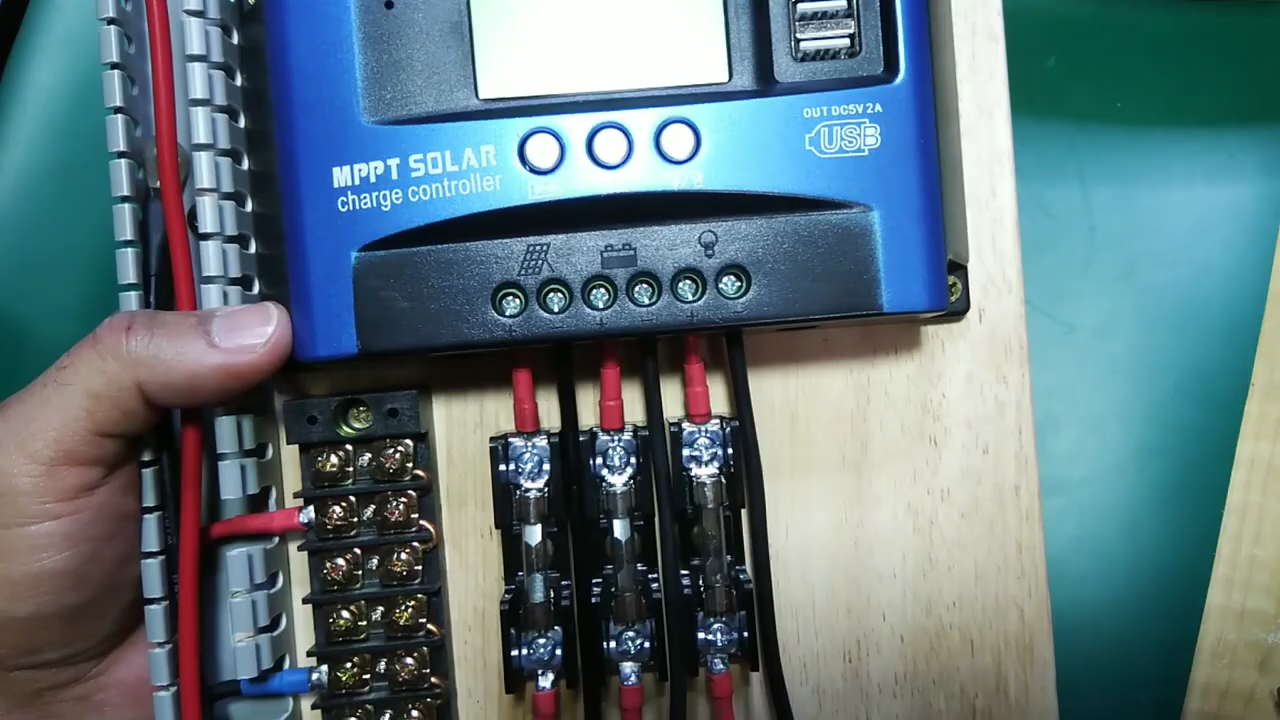 OUT DC5V 2A
USB
MPPT SOLAR
charge controller
+ − + − + −